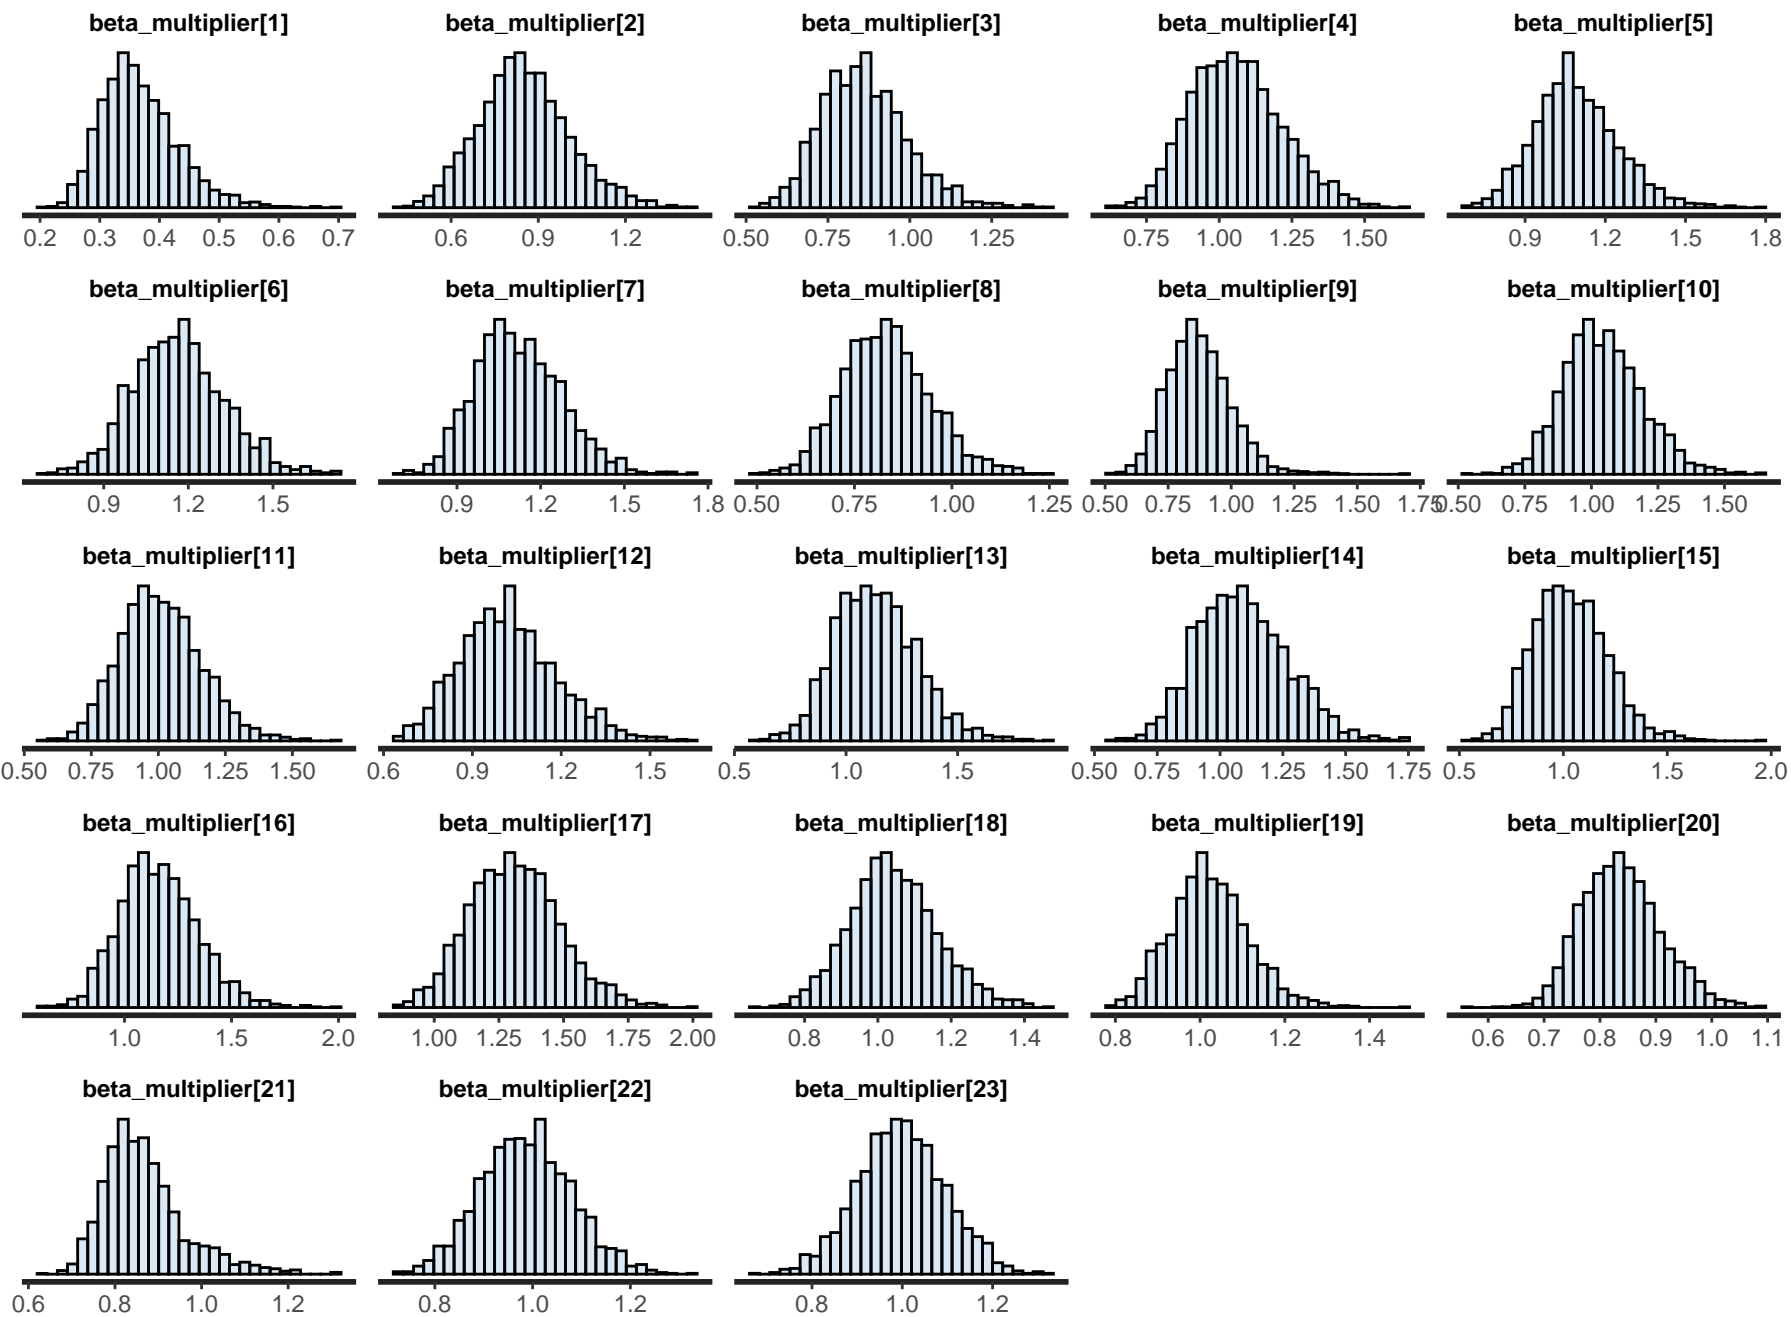 beta_multiplier[1] beta_multiplier[2] beta_multiplier[3] beta_multiplier[4] beta_multiplier[5]
0.2 0.3 0.4 0.5 0.6 0.7 0.6 0.9 1.2 0.50 0.75 1.00 1.25 0.75 1.00 1.25 1.50 0.9 1.2 1.5 1.8
beta_multiplier[6] beta_multiplier[7] beta_multiplier[8] beta_multiplier[9] beta_multiplier[10]
0.9 1.2 1.5 0.9 1.2 1.5 1.8 0.50 0.75 1.00 1.25 0.50 0.75 1.00 1.25 1.50 1.75 0.50 0.75 1.00 1.25 1.50
beta_multiplier[11] beta_multiplier[12] beta_multiplier[13] beta_multiplier[14] beta_multiplier[15]
0.50 0.75 1.00 1.25 1.50 0.6 0.9 1.2 1.5 0.5 1.0 1.5 0.50 0.75 1.00 1.25 1.50 1.75 0.5 1.0 1.5 2.0
beta_multiplier[16] beta_multiplier[17] beta_multiplier[18] beta_multiplier[19] beta_multiplier[20]
1.0 1.5 2.0 1.00 1.25 1.50 1.75 2.00 0.8 1.0 1.2 1.4 0.8 1.0 1.2 1.4 0.6 0.7 0.8 0.9 1.0 1.1
beta_multiplier[21] beta_multiplier[22] beta_multiplier[23]
0.6 0.8 1.0 1.2 0.8 1.0 1.2 0.8 1.0 1.2